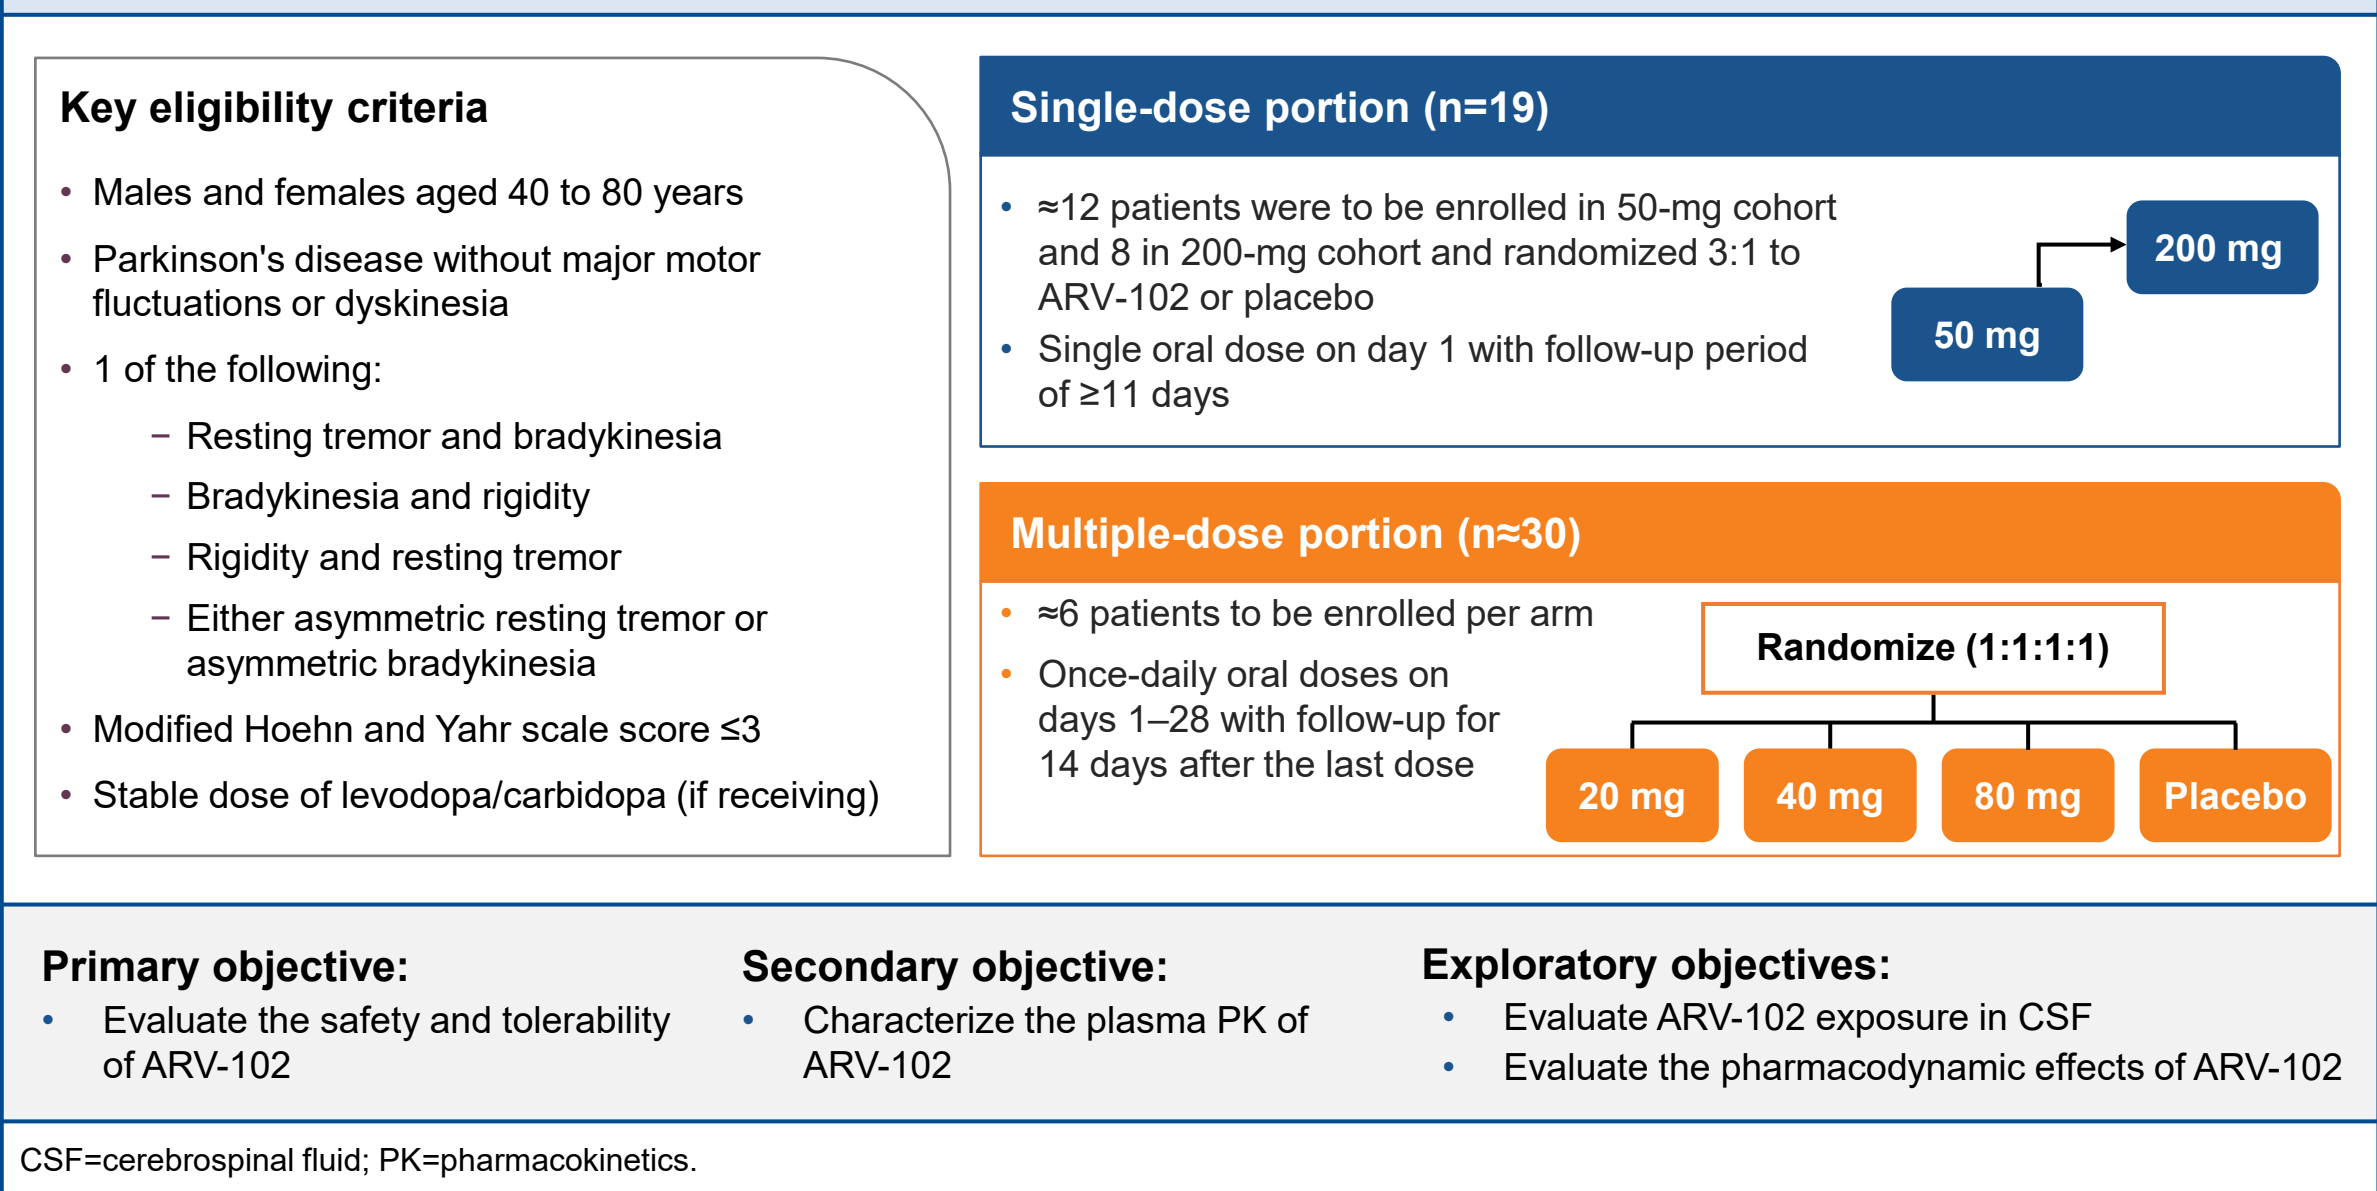 Key eligibility criteria
• Males and females aged 40 to 80 years
• Parkinson's disease without major motor
fluctuations or dyskinesia
• 1 of the following:
– Resting tremor and bradykinesia
– Bradykinesia and rigidity
– Rigidity and resting tremor
– Either asymmetric resting tremor or
asymmetric bradykinesia
• Modified Hoehn and Yahr scale score ≤3
• Stable dose of levodopa/carbidopa (if receiving)
Single-dose portion (n=19)
• ≈12 patients were to be enrolled in 50-mg cohort
and 8 in 200-mg cohort and randomized 3:1 to
ARV-102 or placebo
• Single oral dose on day 1 with follow-up period
of ≥11 days
50 mg
200 mg
Multiple-dose portion (n≈30)
• ≈6 patients to be enrolled per arm
• Once-daily oral doses on
days 1–28 with follow-up for
14 days after the last dose
Randomize (1:1:1:1)
20 mg
40 mg
80 mg
Placebo
Primary objective:
• Evaluate the safety and tolerability
of ARV-102
Secondary objective:
• Characterize the plasma PK of
ARV-102
Exploratory objectives:
• Evaluate ARV-102 exposure in CSF
• Evaluate the pharmacodynamic effects of ARV-102
CSF=cerebrospinal fluid; PK=pharmacokinetics.